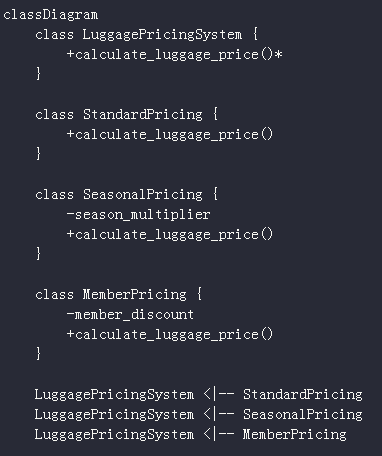 classDiagram
    class LuggagePricingSystem {
        +calculate_luggage_price()*
    }

    class StandardPricing {
        +calculate_luggage_price()
    }

    class SeasonalPricing {
        -season_multiplier
        +calculate_luggage_price()
    }

    class MemberPricing {
        -member_discount
        +calculate_luggage_price()
    }

    LuggagePricingSystem <|-- StandardPricing
    LuggagePricingSystem <|-- SeasonalPricing
    LuggagePricingSystem <|-- MemberPricing